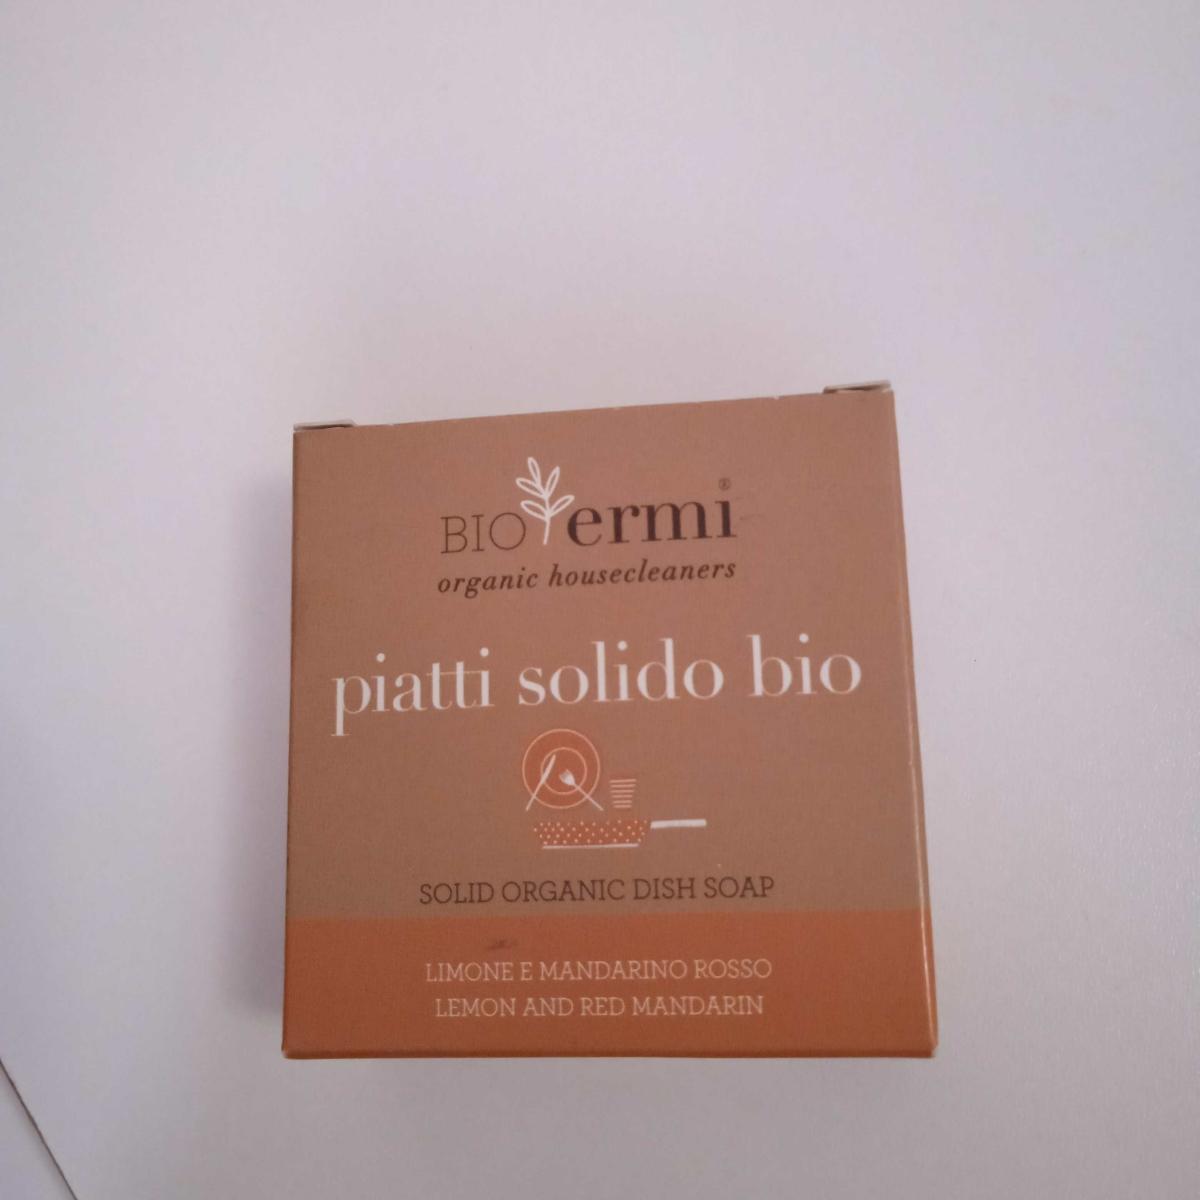 BIO ermi®
organic housecleaners
piatti solido bio
SOLID ORGANIC DISH SOAP
LIMONE E MANDARINO ROSSO
LEMON AND RED MANDARIN